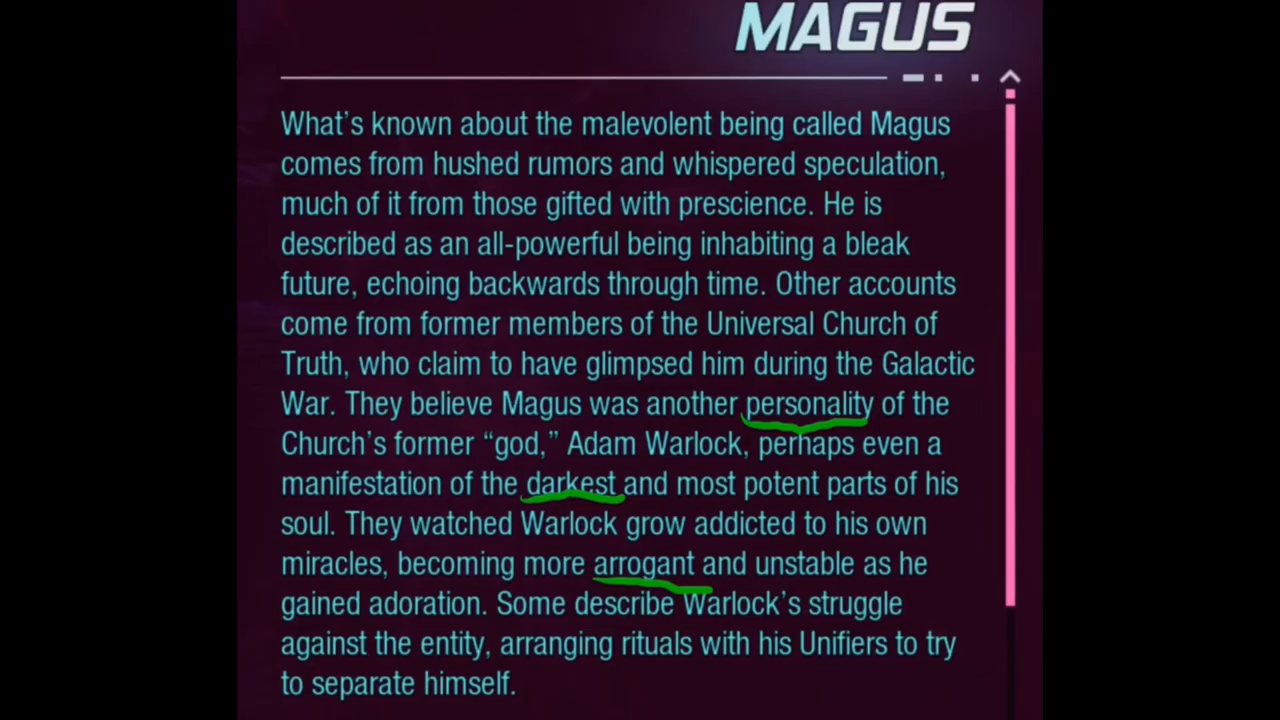 MAGUS
What's known about the malevolent being called Magus
comes from hushed rumors and whispered speculation,
much of it from those gifted with prescience. He is
described as an all-powerful being inhabiting a bleak
future, echoing backwards through time. Other accounts
come from former members of the Universal Church of
Truth, who claim to have glimpsed him during the Galactic
War. They believe Magus was another personality of the
Church's former “god,” Adam Warlock, perhaps even a
manifestation of the darkest and most potent parts of his
soul. They watched Warlock grow addicted to his own
miracles, becoming more arrogant and unstable as he
gained adoration. Some describe Warlock's struggle
against the entity, arranging rituals with his Unifiers to try
to separate himself.